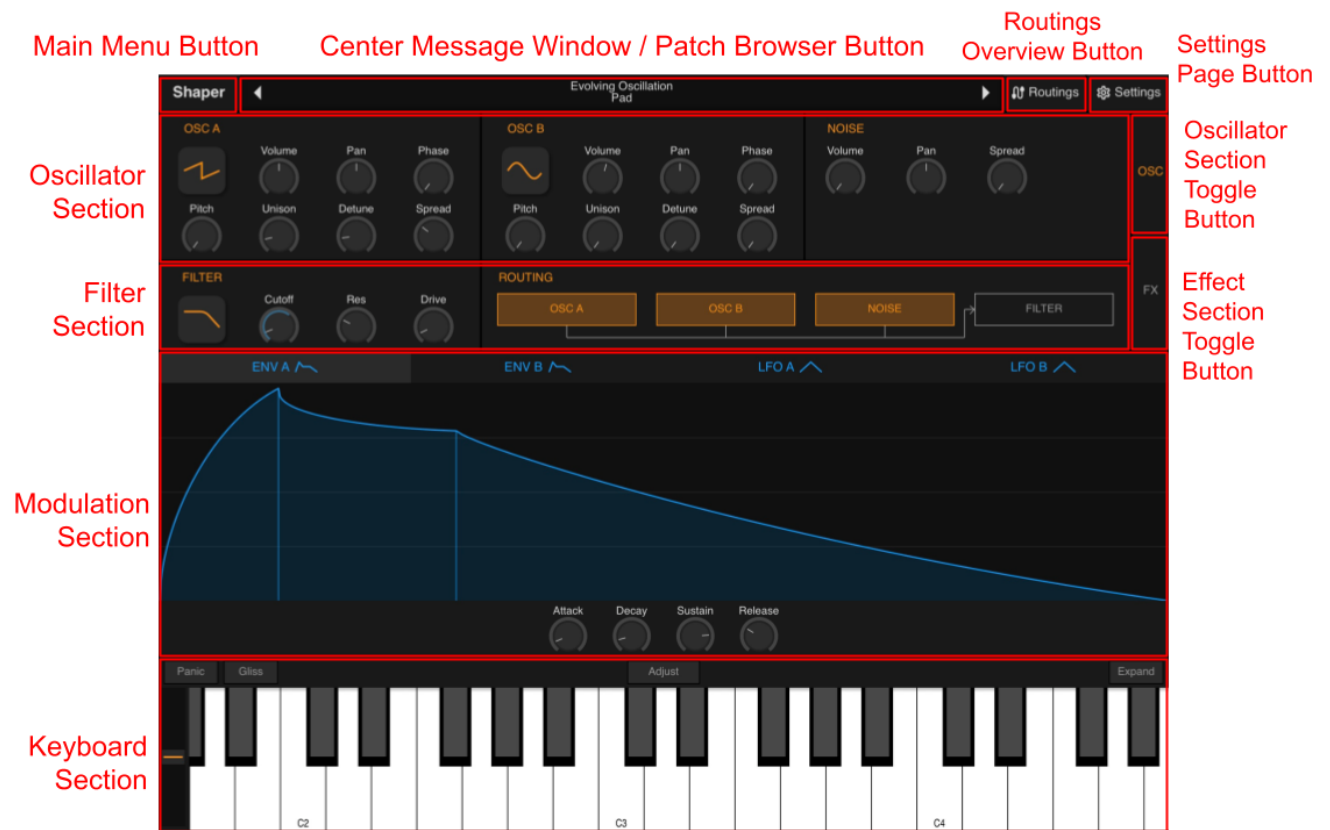 Main Menu Button
Center Message Window / Patch Browser Button
Routings
Overview Button
Settings
Page Button
Shaper
Evolving Oscillation
Pad
Routings
Settings
Oscillator
Section
OSC A
Volume Pan Phase
Pitch Unison Detune Spread
OSC B
Volume Pan Phase
Pitch Unison Detune Spread
NOISE
Volume Pan Spread
OSC
Oscillator
Section
Toggle
Button
Filter
Section
FILTER
Cutoff Res Drive
ROUTING
OSC A OSC B NOISE FILTER
FX
Effect
Section
Toggle
Button
Modulation
Section
ENV A ENV B LFO A LFO B
Attack Decay Sustain Release
Keyboard
Section
Panic Gliss Adjust Expand
C2 C3 C4